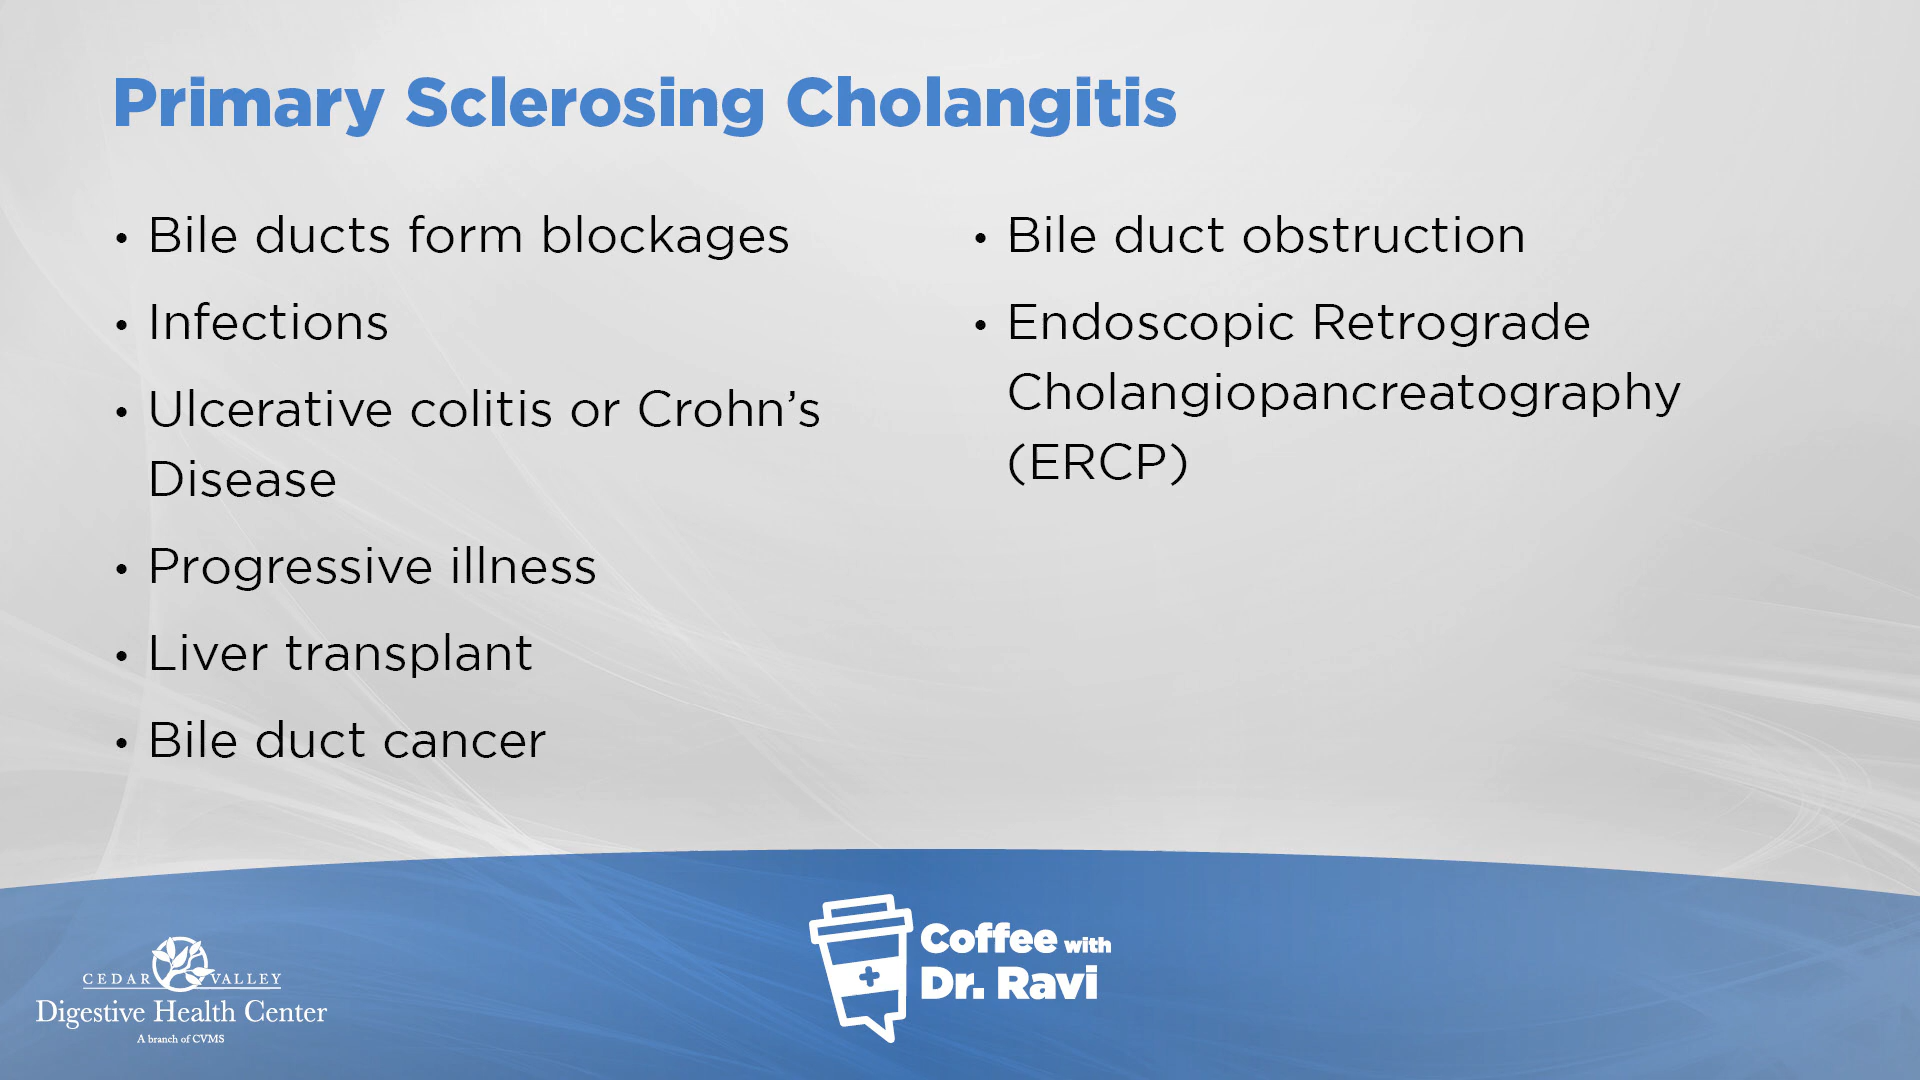 Primary Sclerosing Cholangitis
• Bile ducts form blockages
• Infections
• Ulcerative colitis or Crohn’s
Disease
• Progressive illness
• Liver transplant
• Bile duct cancer
• Bile duct obstruction
• Endoscopic Retrograde
Cholangiopancreatography
(ERCP)
CEDAR VALLEY
Digestive Health Center
A branch of CVMS
Coffee with
Dr. Ravi